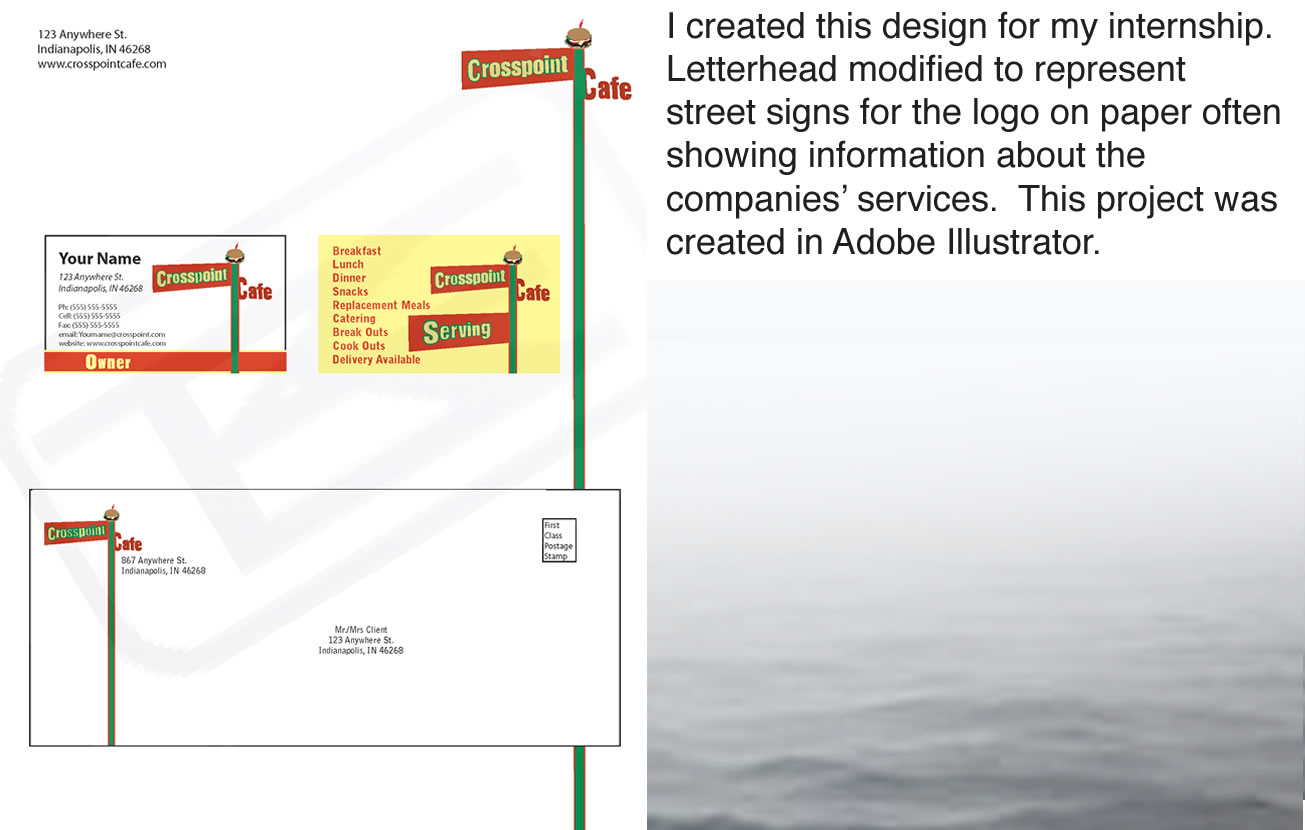 123 Anywhere St.
Indianapolis, IN 46268
www.crosspointcafe.com
Crosspoint
Cafe
Your Name
123 Anywhere St.
Indianapolis, IN 46268
Ph: (555) 555-5555
Cell: (555) 555-5555
Fax: (555) 555-5555
email: Yourname@crosspoint.com
website: www.crosspointcafe.com
Crosspoint
Cafe
Owner
Breakfast
Lunch
Dinner
Snacks
Replacement Meals
Catering
Break Outs
Cook Outs
Delivery Available
Crosspoint
Cafe
Serving
Crosspoint
Cafe
867 Anywhere St.
Indianapolis, IN 46268
First
Class
Postage
Stamp
Mr./Mrs Client
123 Anywhere St.
Indianapolis, IN 46268
I created this design for my internship.
Letterhead modified to represent
street signs for the logo on paper often
showing information about the
companies’ services.  This project was
created in Adobe Illustrator.